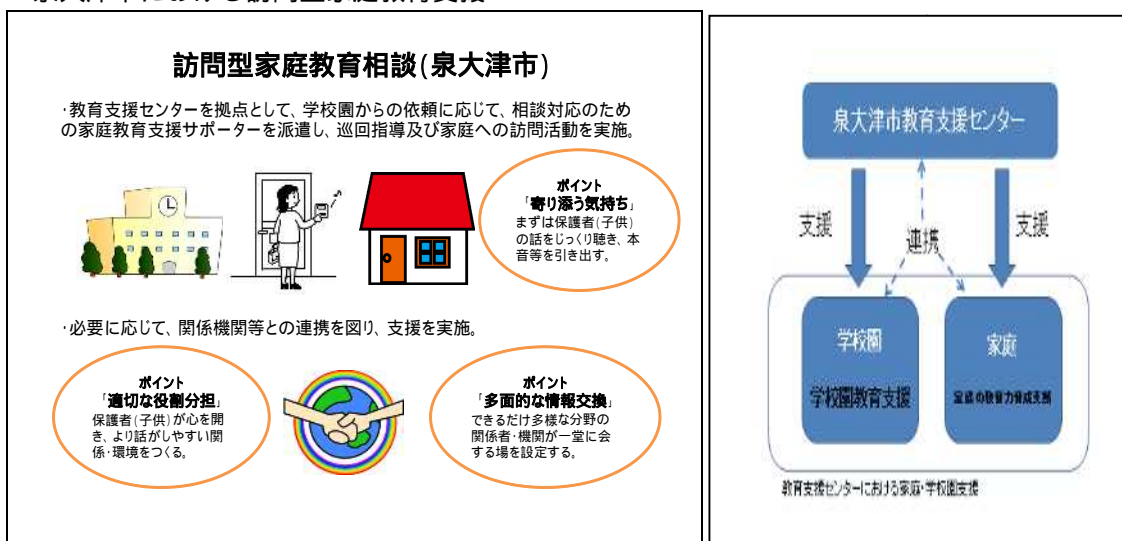 訪問型家庭教育相談(泉大津市)
・教育支援センターを拠点として、学校園からの依頼に応じて、相談対応のため
の家庭教育支援サポーターを派遣し、巡回指導及び家庭への訪問活動を実施。
ポイント
「寄り添う気持ち」
まずは保護者(子供)
の話をじっくり聴き、本
音等を引き出す。
・必要に応じて、関係機関等との連携を図り、支援を実施。
ポイント
「適切な役割分担」
保護者(子供)が心を開
き、より話がしやすい関
係・環境をつくる。
ポイント
「多面的な情報交換」
できるだけ多様な分野の
関係者・機関が一堂に会
する場を設定する。
泉大津市教育支援センター
支援
連携
支援
学校園
学校園教育支援
家庭
家庭の教育力育成支援
教育支援センターにおける家庭・学校園支援